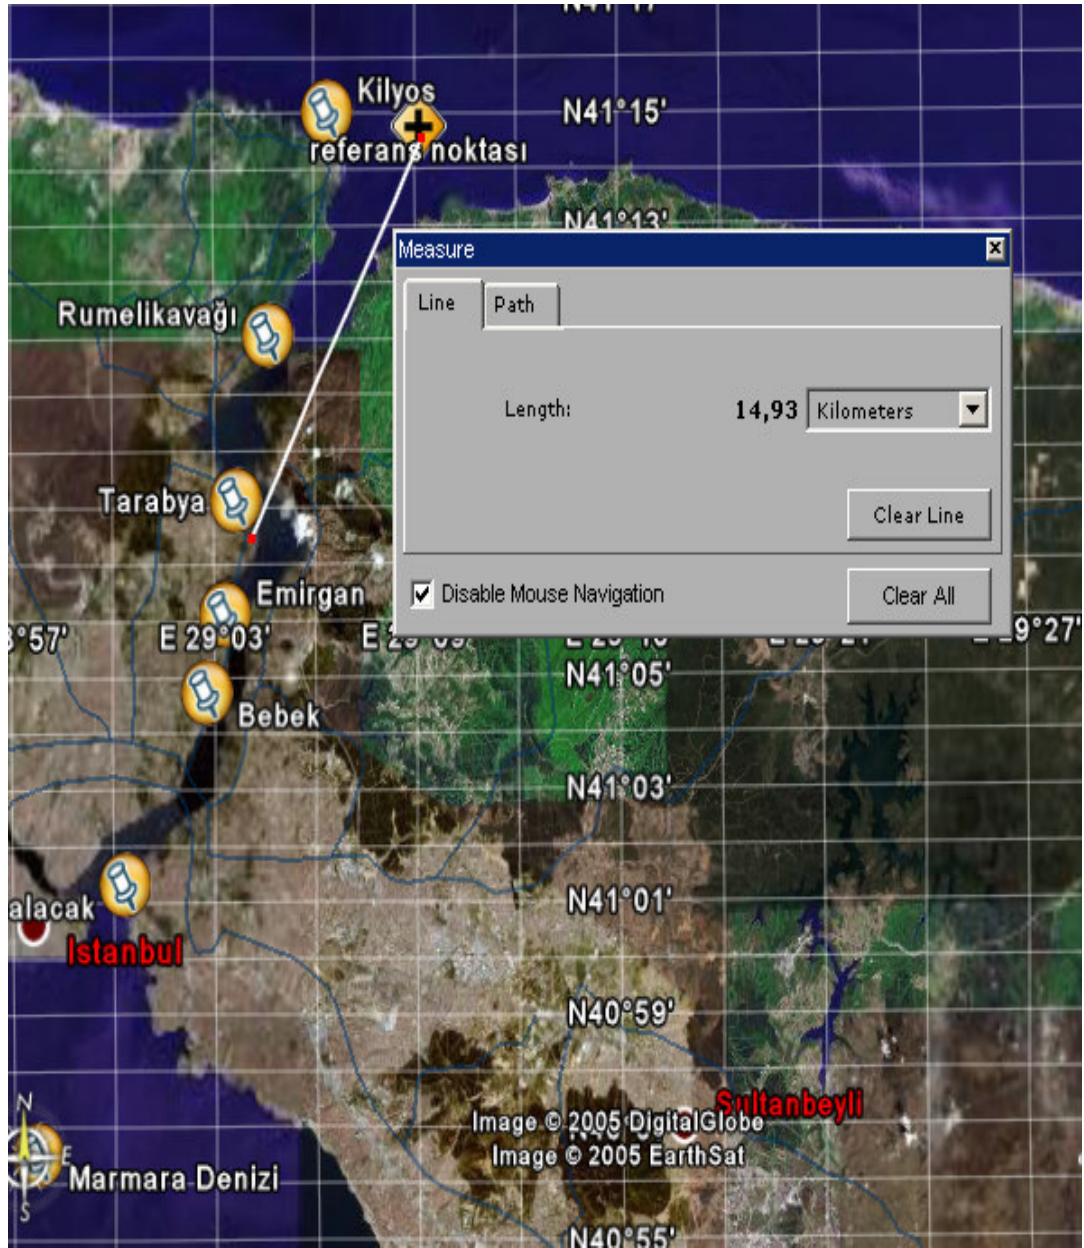 Kilyos
N41°15'
referans noktası
N41°13'
Measure
Line
Path
Rumelikavağı
Length:
14,93
Kilometers
Tarabya
Clear Line
Emirgan
Disable Mouse Navigation
Clear All
E 29°03'
9°27'
N41°05'
Bebek
N41°03'
alacak
N41°01'
Istanbul
N40°59'
Sultanbeyli
Image © 2005 DigitalGlobe
Image © 2005 EarthSat
N
E
S
Marmara Denizi
N40°55'